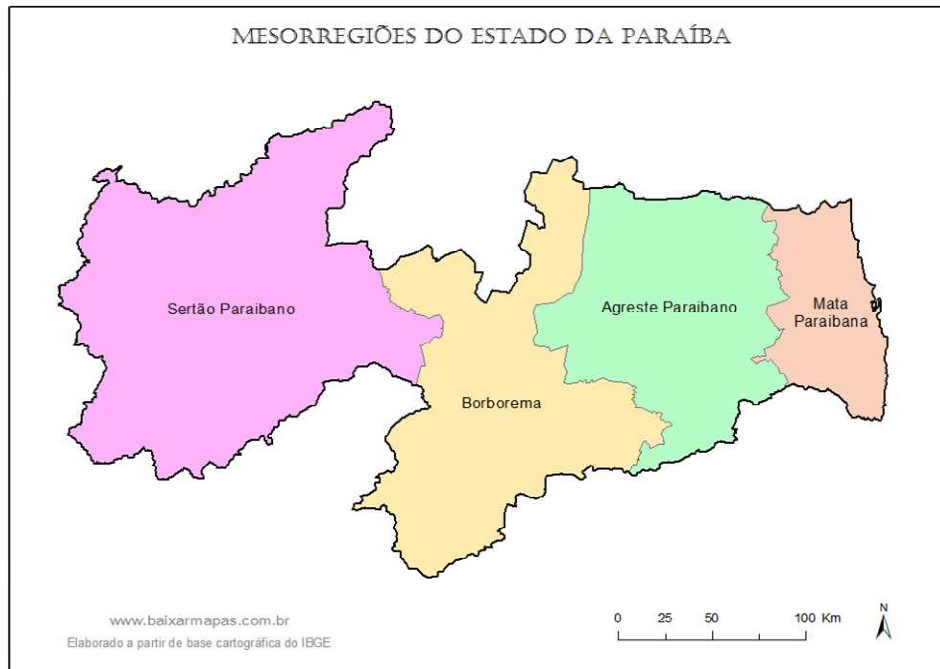 MESORREGIÕES DO ESTADO DA PARAÍBA
Sertão Paraibano
Agreste Paraibano
Mata
Paraibana
Borborema
www.baixarmapas.com.br
Elaborado a partir de base cartográfica do IBGE
0 25 50 100 Km
N